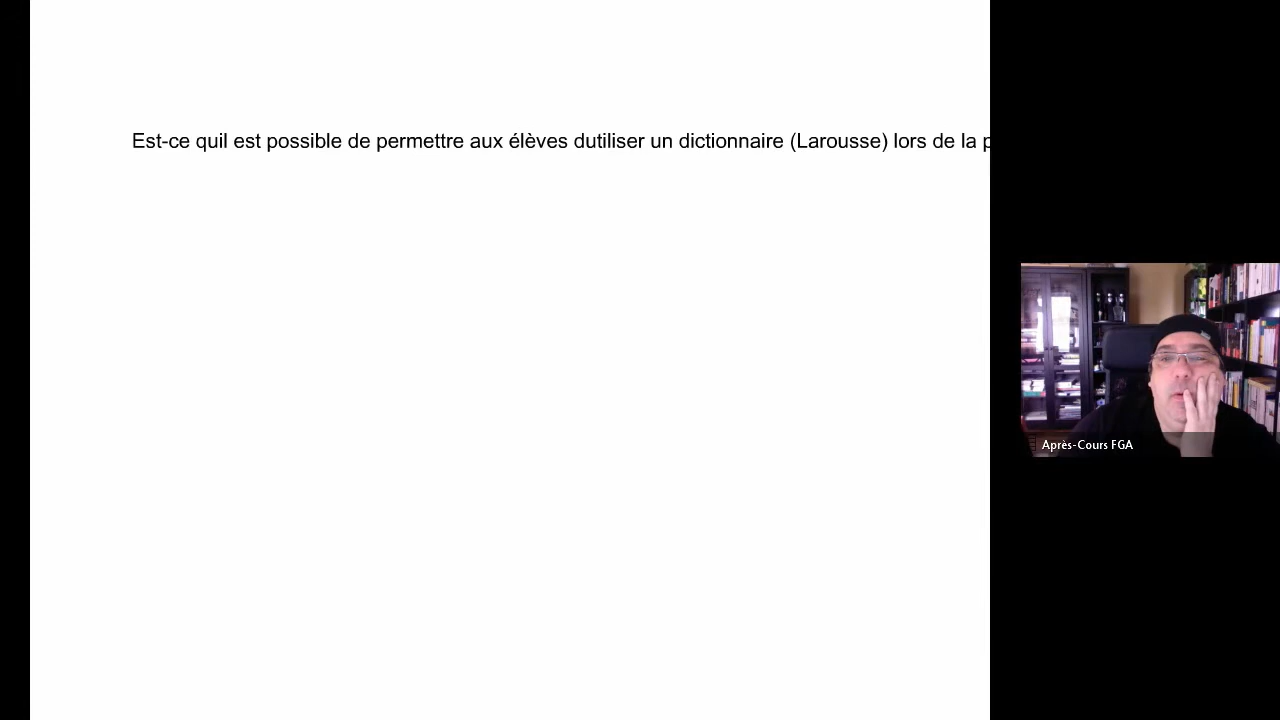 Est-ce quil est possible de permettre aux élèves dutiliser un dictionnaire (Larousse) lors de la
Après-Cours FGA